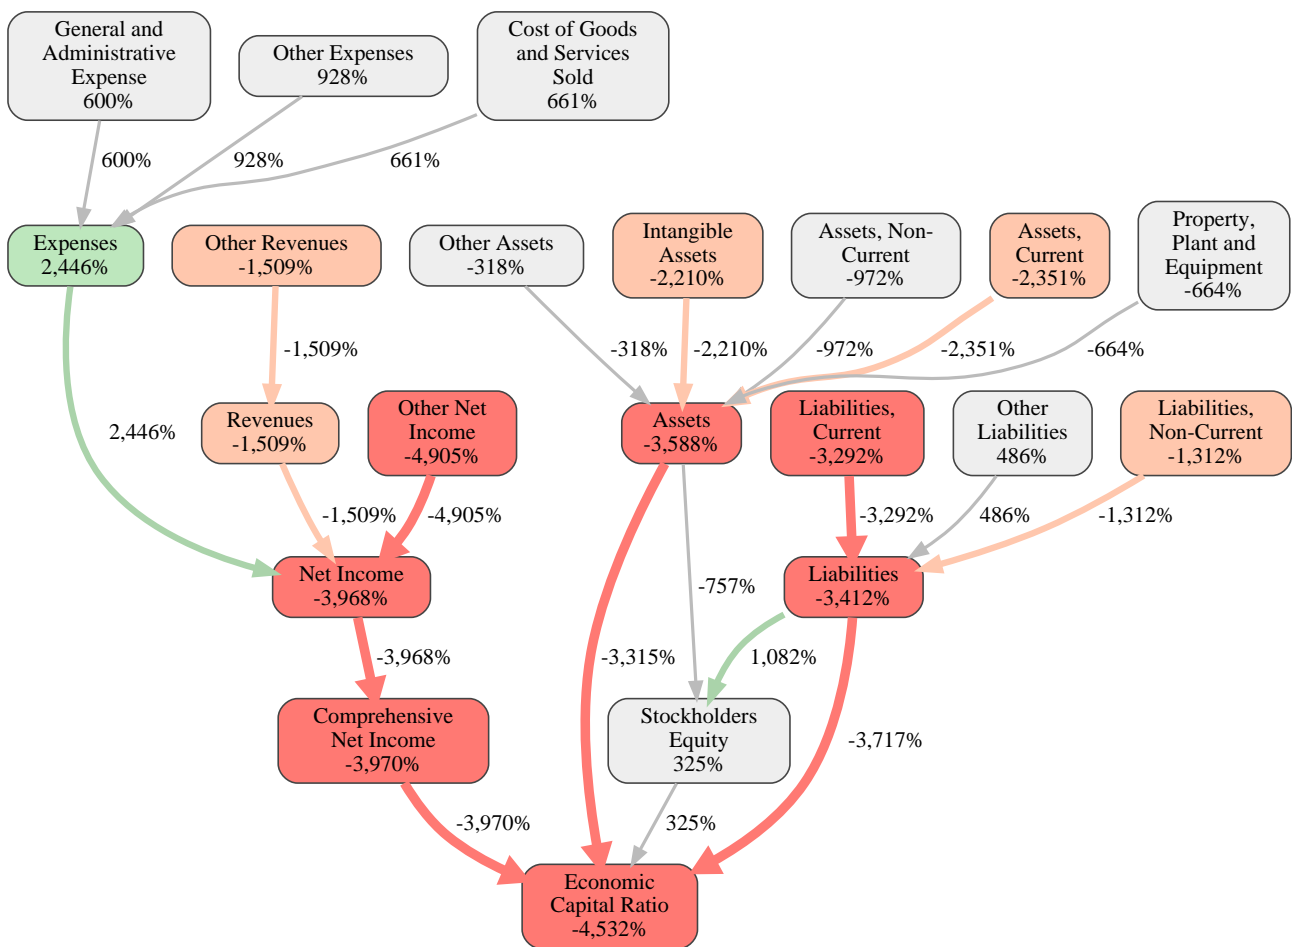 General and
Administrative
Expense
600%
Other Expenses
928%
Cost of Goods
and Services
Sold
661%
600%
928%
661%
Expenses
2,446%
Other Revenues
-1,509%
Other Assets
-318%
Intangible
Assets
-2,210%
Assets, Non-
Current
-972%
Assets,
Current
-2,351%
Property,
Plant and
Equipment
-664%
-1,509%
-318%
-2,210%
-972%
-2,351%
-664%
2,446%
Revenues
-1,509%
Other Net
Income
-4,905%
Assets
-3,588%
Liabilities,
Current
-3,292%
Other
Liabilities
486%
Liabilities,
Non-Current
-1,312%
-1,509%
-4,905%
-3,292%
486%
-1,312%
Net Income
-3,968%
-757%
Liabilities
-3,412%
-3,968%
-3,315%
1,082%
Comprehensive
Net Income
-3,970%
Stockholders
Equity
325%
-3,717%
-3,970%
325%
Economic
Capital Ratio
-4,532%